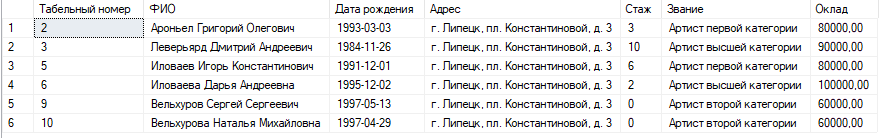 Табельный номер ФИО Дата рождения Адрес Стаж Звание Оклад
1 2 Ароньел Григорий Олегович 1993-03-03 г. Липецк, пл. Константиновой, д. 3 3 Артист первой категории 80000,00
2 3 Леверьярд Дмитрий Андреевич 1984-11-26 г. Липецк, пл. Константиновой, д. 3 10 Артист высшей категории 90000,00
3 5 Иловаев Игорь Константинович 1991-12-01 г. Липецк, пл. Константиновой, д. 3 6 Артист первой категории 80000,00
4 6 Иловаева Дарья Андреевна 1995-12-02 г. Липецк, пл. Константиновой, д. 3 2 Артист высшей категории 100000,00
5 9 Вельхуров Сергей Сергеевич 1997-05-13 г. Липецк, пл. Константиновой, д. 3 0 Артист второй категории 60000,00
6 10 Вельхурова Наталья Михайловна 1997-04-29 г. Липецк, пл. Константиновой, д. 3 0 Артист второй категории 60000,00